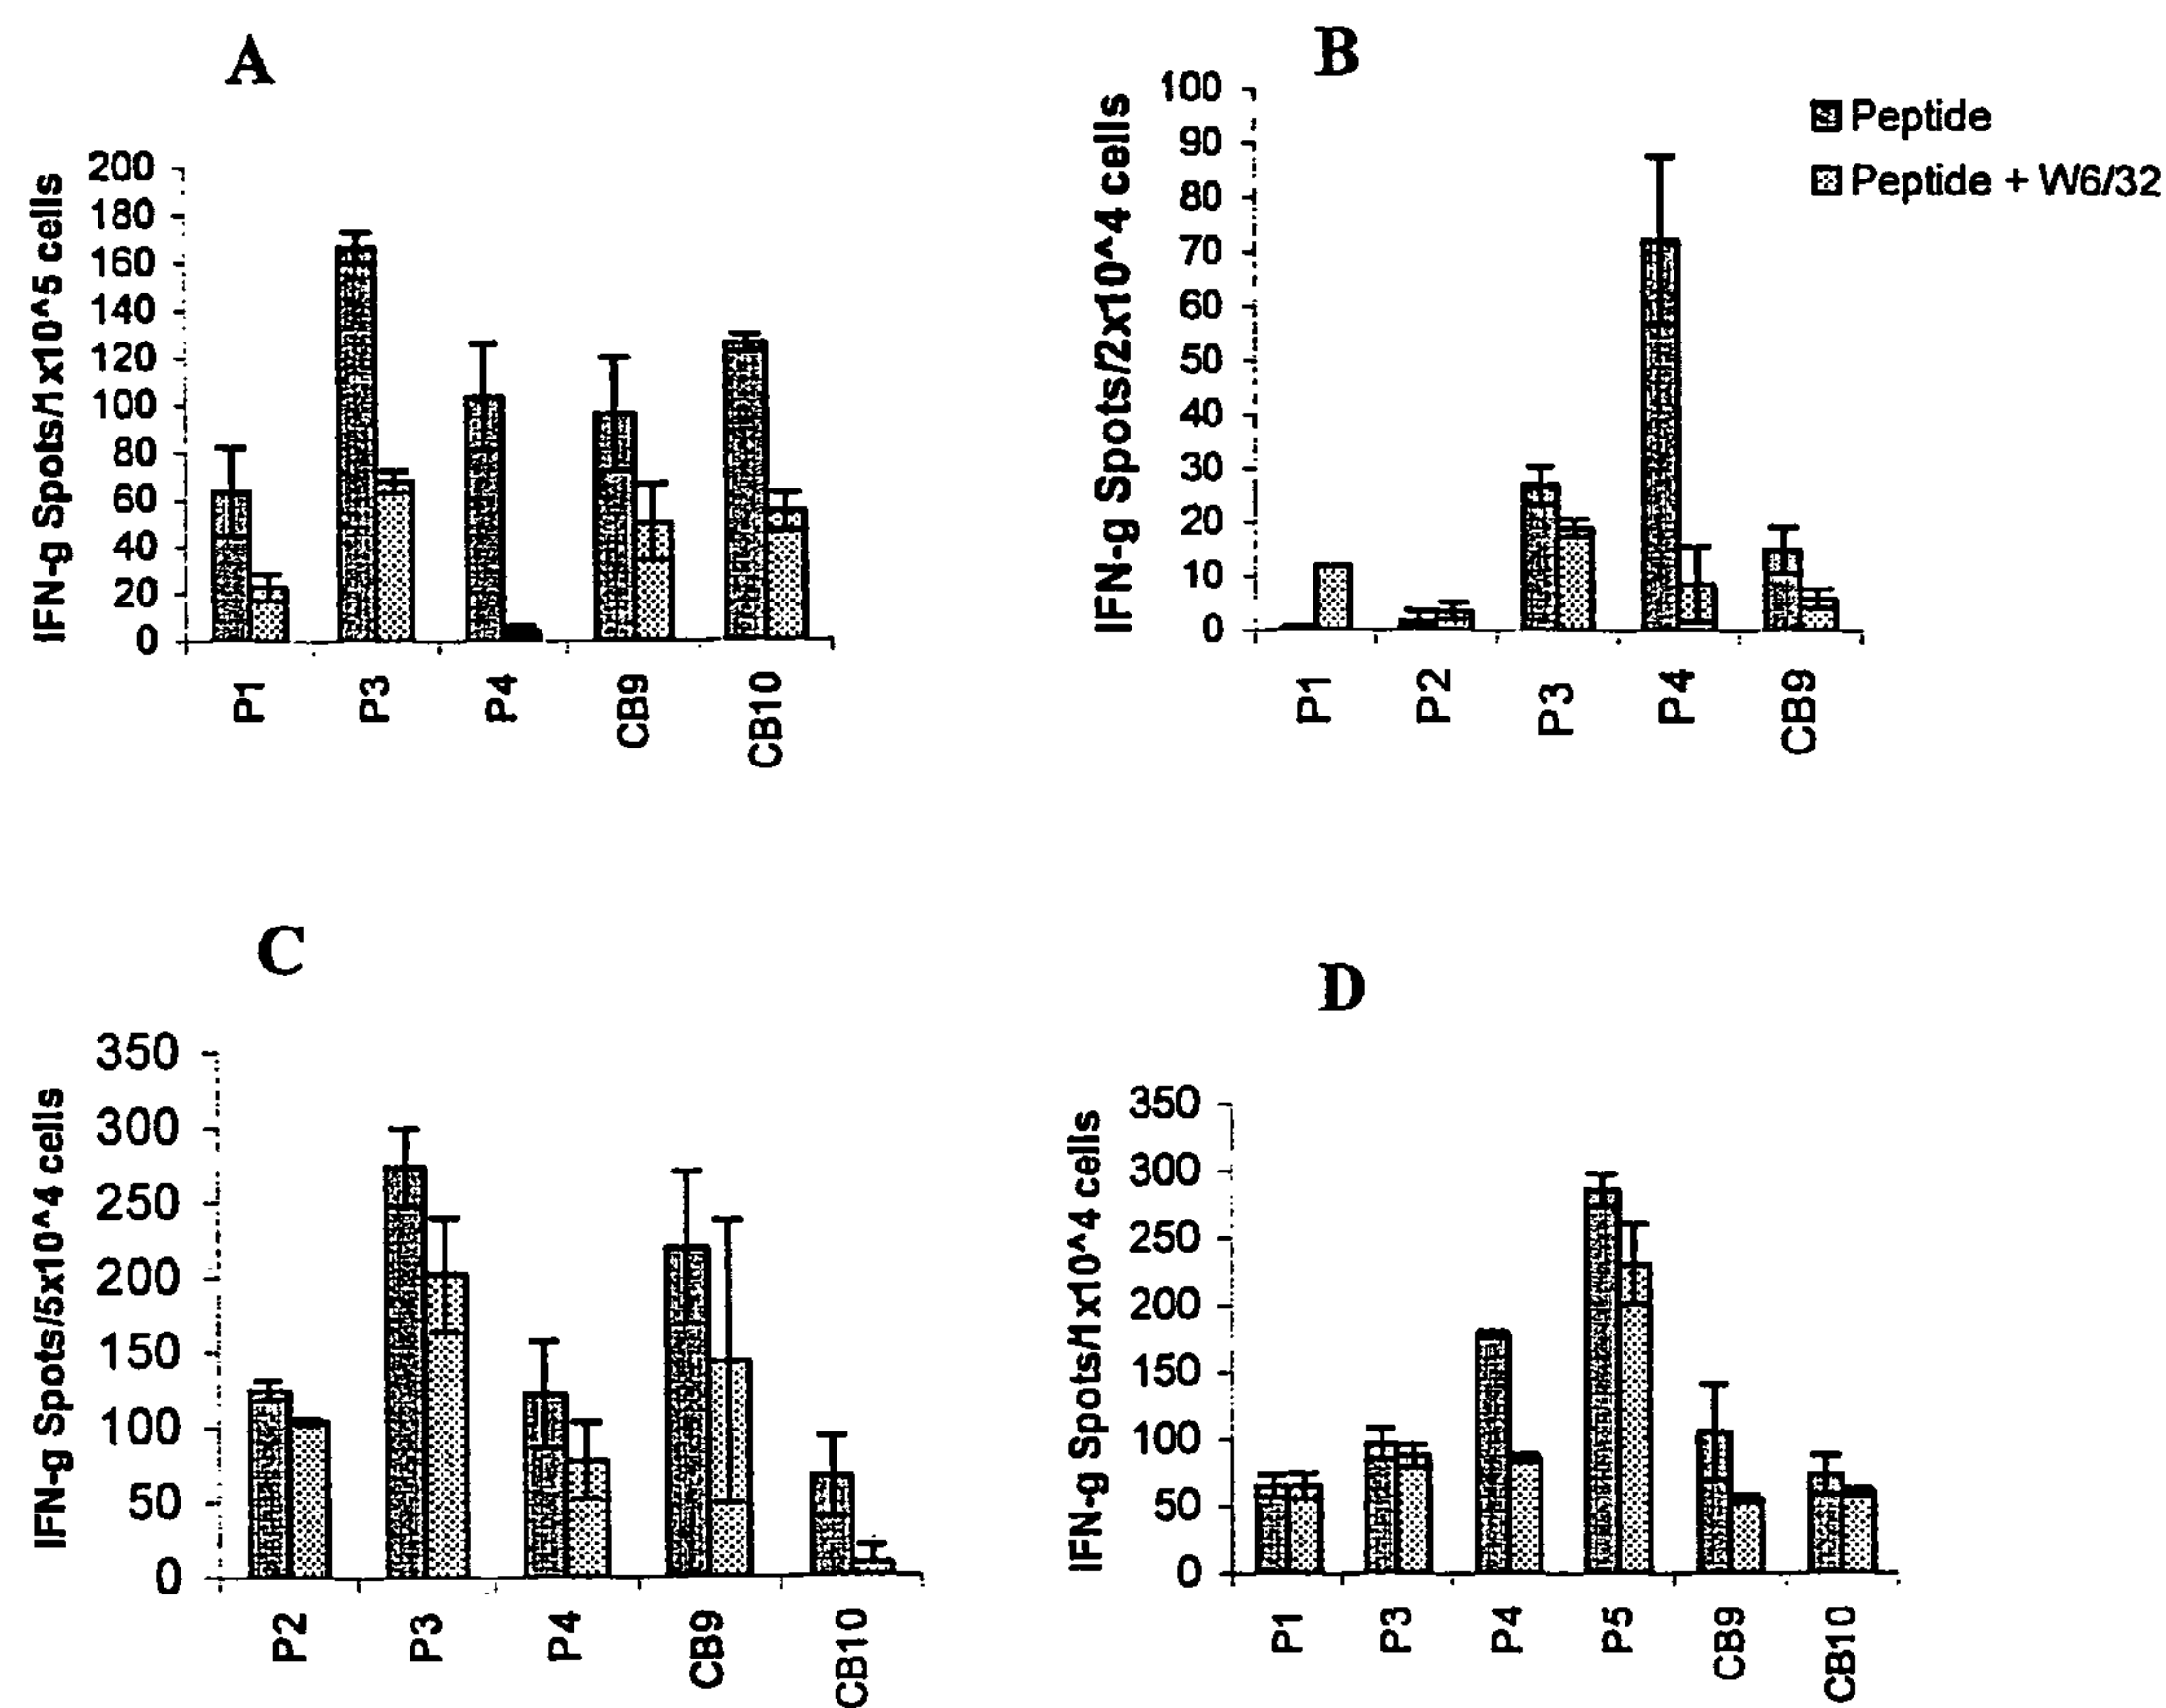 A
IFN-g Spots/1x10^5 cells
200
180
160
140
120
100
80
60
40
20
0
P1
P3
P4
CB9
CB10
B
IFN-g Spots/2x10^4 cells
100
90
80
70
60
50
40
30
20
10
0
P1
P2
P3
P4
CB9
Peptide
Peptide + W6/32
C
IFN-g Spots/5x10^4 cells
350
300
250
200
150
100
50
0
P2
P3
P4
CB9
CB10
D
IFN-g Spots/1x10^4 cells
350
300
250
200
150
100
50
0
P1
P3
P4
P5
CB9
CB10